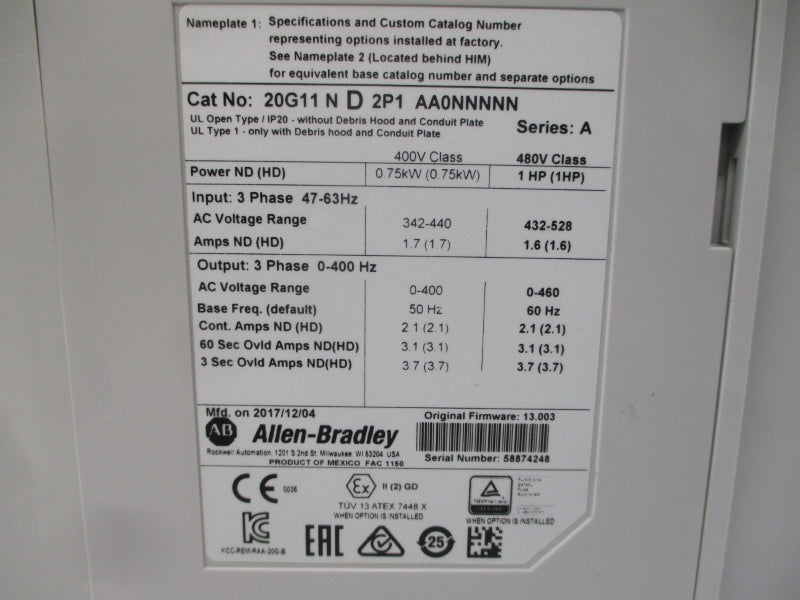 Nameplate 1: Specifications and Custom Catalog Number
representing options installed at factory.
See Nameplate 2 (Located behind HIM)
for equivalent base catalog number and separate options
Cat No: 20G11 N D 2P1 AA0NNNNN
UL Open Type / IP20 - without Debris Hood and Conduit Plate
UL Type 1 - only with Debris hood and Conduit Plate
Series: A
400V Class 480V Class
Power ND (HD) 0.75kW (0.75kW) 1 HP (1HP)
Input: 3 Phase 47-63Hz
AC Voltage Range 342-440 432-528
Amps ND (HD) 1.7 (1.7) 1.6 (1.6)
Output: 3 Phase 0-400 Hz
AC Voltage Range 0-400 0-460
Base Freq. (default) 50 Hz 60 Hz
Cont. Amps ND (HD) 2.1 (2.1) 2.1 (2.1)
60 Sec Ovld Amps ND(HD) 3.1 (3.1) 3.1 (3.1)
3 Sec Ovld Amps ND(HD) 3.7 (3.7) 3.7 (3.7)
Mfd. on 2017/12/04 Original Firmware: 13.003
AB Allen-Bradley
Rockwell Automation, 1201 S 2nd St. Milwaukee, WI 53204 USA
PRODUCT OF MEXICO FAC 1150
Serial Number: 58874248
CE 0035 Ex II (2) GD
TÜV 13 ATEX 7448 X
WHEN OPTION IS INSTALLED
WHEN OPTION IS INSTALLED
KC EAC 25
KCC-REM-RAA-20G-B